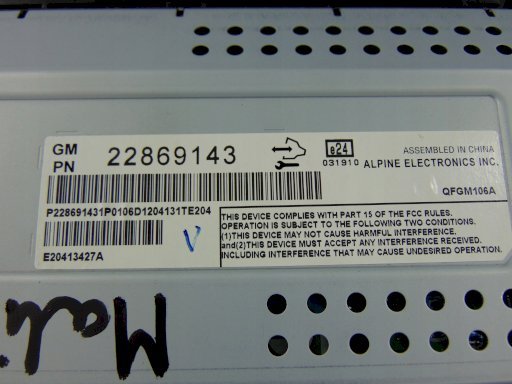 GM PN 22869143
e24
031910
ASSEMBLED IN CHINA
ALPINE ELECTRONICS INC.
QFGM106A
P228691431P0106D1204131TE204
E20413427A
V
THIS DEVICE COMPLIES WITH PART 15 OF THE FCC RULES.
OPERATION IS SUBJECT TO THE FOLLOWING TWO CONDITIONS.
(1)THIS DEVICE MAY NOT CAUSE HARMFUL INTERFERENCE.
and(2)THIS DEVICE MUST ACCEPT ANY INTERFERENCE RECEIVED.
INCLUDING INTERFERENCE THAT MAY CAUSE UNDESIRED OPERATION.